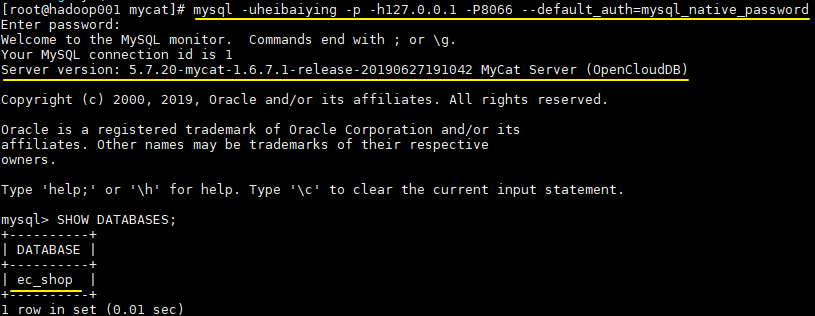 [root@hadoop001 mycat]# mysql -uheibaiying -p -h127.0.0.1 -P8066 --default_auth=mysql_native_password
Enter password:
Welcome to the MySQL monitor.  Commands end with ; or \g.
Your MySQL connection id is 1
Server version: 5.7.20-mycat-1.6.7.1-release-20190627191042 MyCat Server (OpenCloudDB)
Copyright (c) 2000, 2019, Oracle and/or its affiliates. All rights reserved.
Oracle is a registered trademark of Oracle Corporation and/or its
affiliates. Other names may be trademarks of their respective
owners.
Type 'help;' or '\h' for help. Type '\c' to clear the current input statement.
mysql> SHOW DATABASES;
+----------+
| DATABASE |
+----------+
| ec_shop  |
+----------+
1 row in set (0.01 sec)